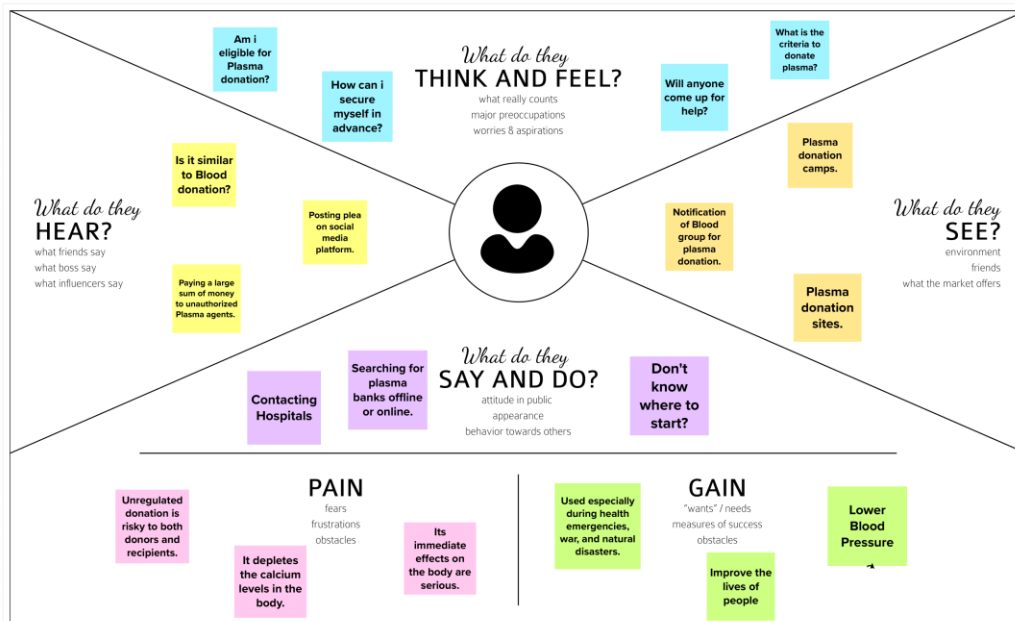 What do they
THINK AND FEEL?
what really counts
major preoccupations
worries & aspirations
Am i
eligible for
Plasma
donation?
How can i
secure
myself in
advance?
Will anyone
come up for
help?
What is the
criteria to
donate
plasma?
What do they
HEAR?
what friends say
what boss say
what influencers say
Is it similar
to Blood
donation?
Posting plea
on social
media
platform.
Paying a large
sum of money
to unauthorized
Plasma agents.
What do they
SEE?
environment
friends
what the market offers
Plasma
donation
camps.
Notification
of Blood
group for
plasma
donation.
Plasma
donation
sites.
What do they
SAY AND DO?
attitude in public
appearance
behavior towards others
Contacting
Hospitals
Searching for
plasma
banks offline
or online.
Don't
know
where to
start?
PAIN
fears
frustrations
obstacles
Unregulated
donation is
risky to both
donors and
recipients.
It depletes
the calcium
levels in the
body.
Its
immediate
effects on
the body are
serious.
GAIN
"wants" / needs
measures of success
obstacles
Used especially
during health
emergencies,
war, and natural
disasters.
Improve the
lives of
people
Lower
Blood
Pressure